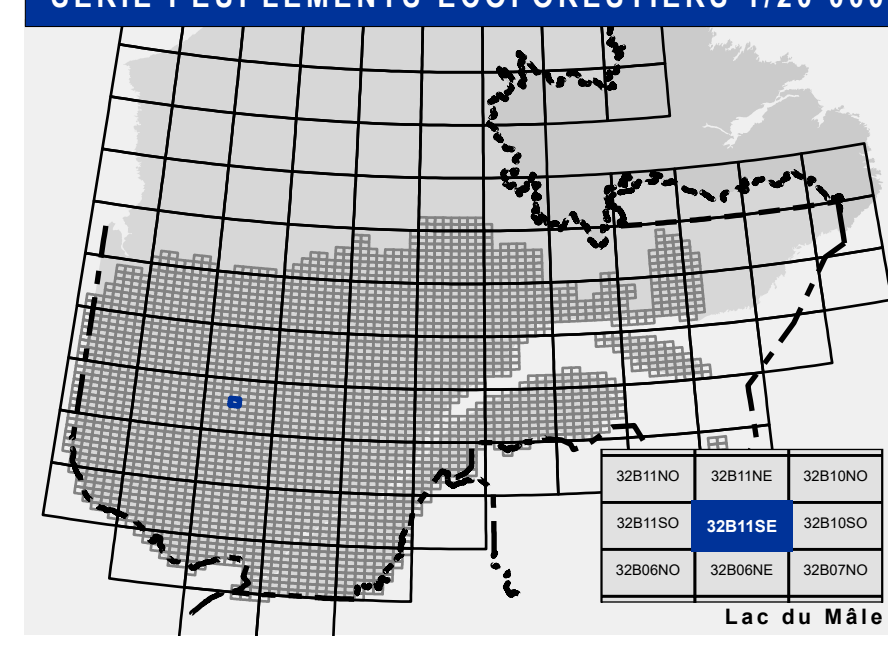 SÉRIE PEUPLEMENTS ÉCOFORESTIERS 1/20 000
32B11NO 32B11NE 32B10NO
32B11SO 32B11SE 32B10SO
32B06NO 32B06NE 32B07NO
Lac du Mâle